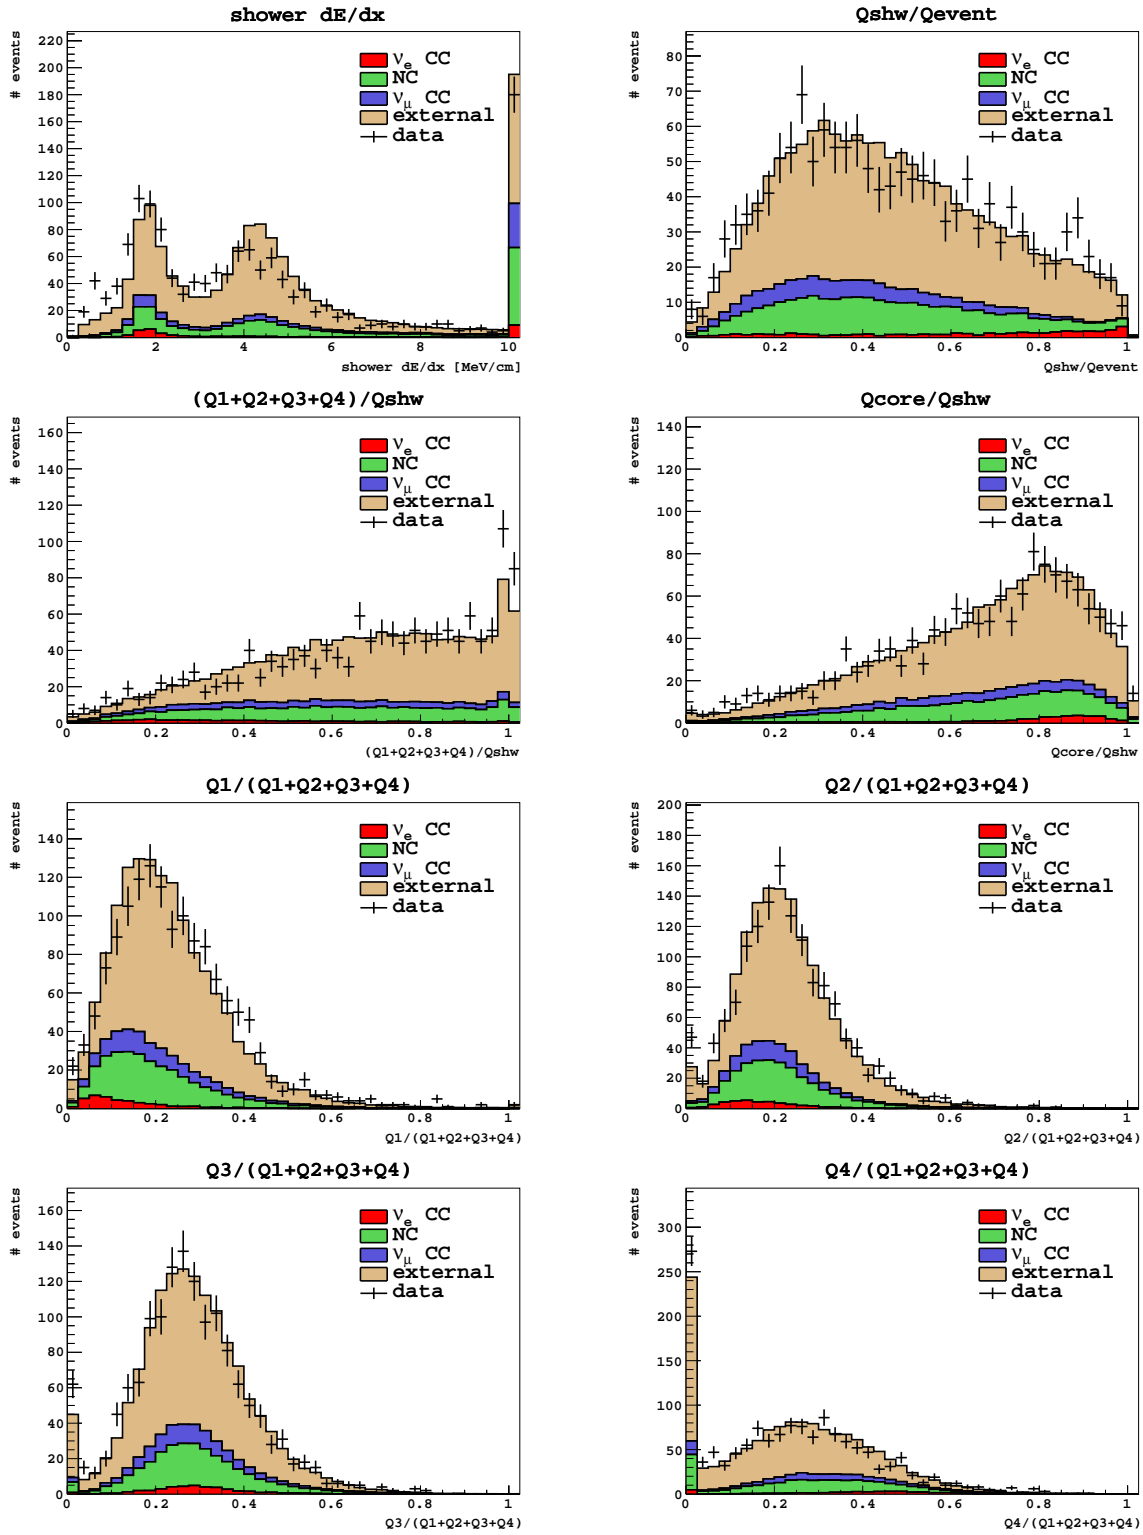 shower dE/dx
# events
220
200
180
160
140
120
100
80
60
40
20
0
νe CC
NC
νμ CC
external
data
0 2 4 6 8 10
shower dE/dx [MeV/cm]
Qshw/Qevent
# events
80
70
60
50
40
30
20
10
0
νe CC
NC
νμ CC
external
data
0 0.2 0.4 0.6 0.8 1
Qshw/Qevent
(Q1+Q2+Q3+Q4)/Qshw
# events
160
140
120
100
80
60
40
20
0
νe CC
NC
νμ CC
external
data
0 0.2 0.4 0.6 0.8 1
(Q1+Q2+Q3+Q4)/Qshw
Qcore/Qshw
# events
140
120
100
80
60
40
20
0
νe CC
NC
νμ CC
external
data
0 0.2 0.4 0.6 0.8 1
Qcore/Qshw
Q1/(Q1+Q2+Q3+Q4)
# events
140
120
100
80
60
40
20
0
νe CC
NC
νμ CC
external
data
0 0.2 0.4 0.6 0.8 1
Q1/(Q1+Q2+Q3+Q4)
Q2/(Q1+Q2+Q3+Q4)
# events
200
180
160
140
120
100
80
60
40
20
0
νe CC
NC
νμ CC
external
data
0 0.2 0.4 0.6 0.8 1
Q2/(Q1+Q2+Q3+Q4)
Q3/(Q1+Q2+Q3+Q4)
# events
160
140
120
100
80
60
40
20
0
νe CC
NC
νμ CC
external
data
0 0.2 0.4 0.6 0.8 1
Q3/(Q1+Q2+Q3+Q4)
Q4/(Q1+Q2+Q3+Q4)
# events
300
250
200
150
100
50
0
νe CC
NC
νμ CC
external
data
0 0.2 0.4 0.6 0.8 1
Q4/(Q1+Q2+Q3+Q4)